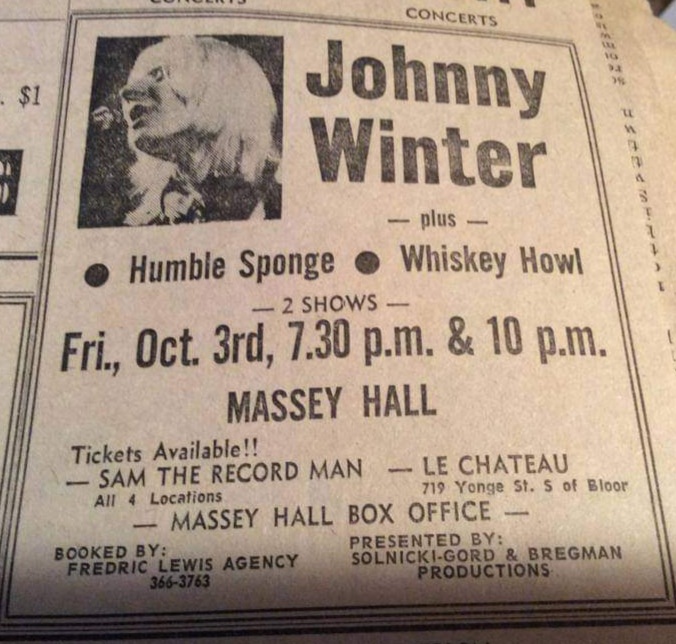 CONCERTS
. $1
Johnny
Winter
— plus —
● Humble Sponge ● Whiskey Howl
— 2 SHOWS —
Fri., Oct. 3rd, 7.30 p.m. & 10 p.m.
MASSEY HALL
Tickets Available!!
— SAM THE RECORD MAN — LE CHATEAU
All 4 Locations 719 Yonge St. S of Bloor
— MASSEY HALL BOX OFFICE —
BOOKED BY: PRESENTED BY:
FREDRIC LEWIS AGENCY SOLNICKI-GORD & BREGMAN
366-3763 PRODUCTIONS